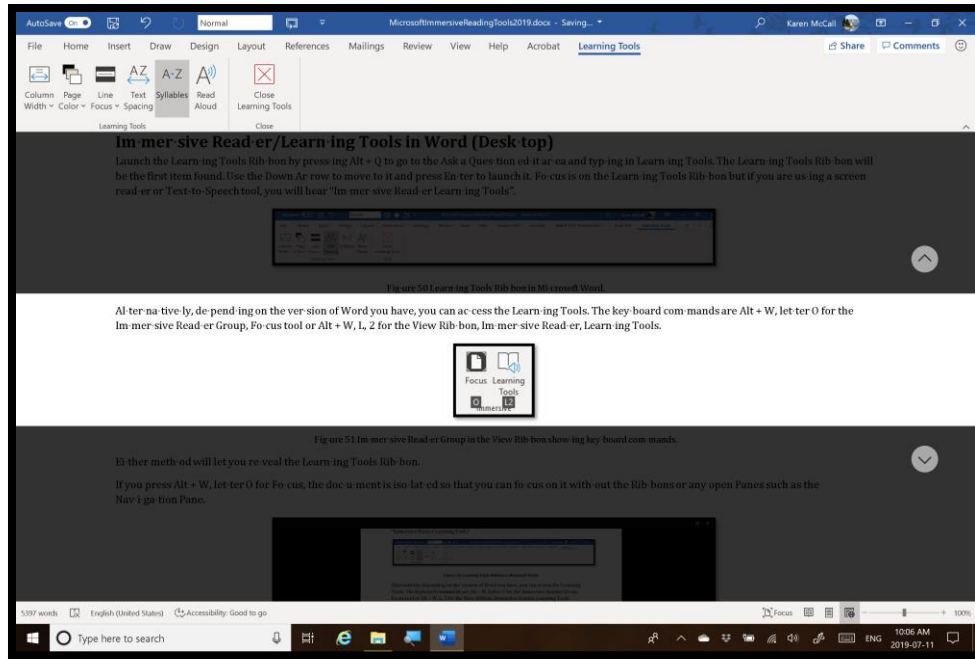 AutoSave On Normal MicrosoftImmersiveReadingTools2019.docx - Saving... Karen McCall
File Home Insert Draw Design Layout References Mailings Review View Help Acrobat Learning Tools Share Comments
Column Width Page Color Line Focus Text Spacing Syllables Read Aloud Close Learning Tools
Learning Tools Close
Im·mer·sive Read·er/Learn·ing Tools in Word (Desk·top)
Launch the Learn·ing Tools Rib·bon by press·ing Alt + Q to go to the Ask a Ques·tion ed·it ar·ea and typ·ing in Learn·ing Tools. The Learn·ing Tools Rib·bon will
be the first item found. Use the Down Ar·row to move to it and press En·ter to launch it. Fo·cus is on the Learn·ing Tools Rib·bon but if you are us·ing a screen
read·er or Text-to-Speech tool, you will hear "Im·mer·sive Read·er Learn·ing Tools".
Fig·ure 50 Learn·ing Tools Rib·bon in Mi·crosoft Word.
Al·ter·na·tive·ly, de·pend·ing on the ver·sion of Word you have, you can ac·cess the Learn·ing Tools. The key·board com·mands are Alt + W, let·ter O for the
Im·mer·sive Read·er Group, Fo·cus tool or Alt + W, L, 2 for the View Rib·bon, Im·mer·sive Read·er, Learn·ing Tools.
Focus Learning
Tools
O L2
Immersive
Fig·ure 51 Im·mer·sive Read·er Group in the View Rib·bon show·ing key·board com·mands.
Ei·ther meth·od will let you re·veal the Learn·ing Tools Rib·bon.
If you press Alt + W, let·ter O for Fo·cus, the doc·u·ment is iso·lat·ed so that you can fo·cus on it with·out the Rib·bons or any open Panes such as the
Nav·i·ga·tion Pane.
5397 words English (United States) Accessibility: Good to go Focus 100%
Type here to search ENG 10:06 AM
2019-07-11